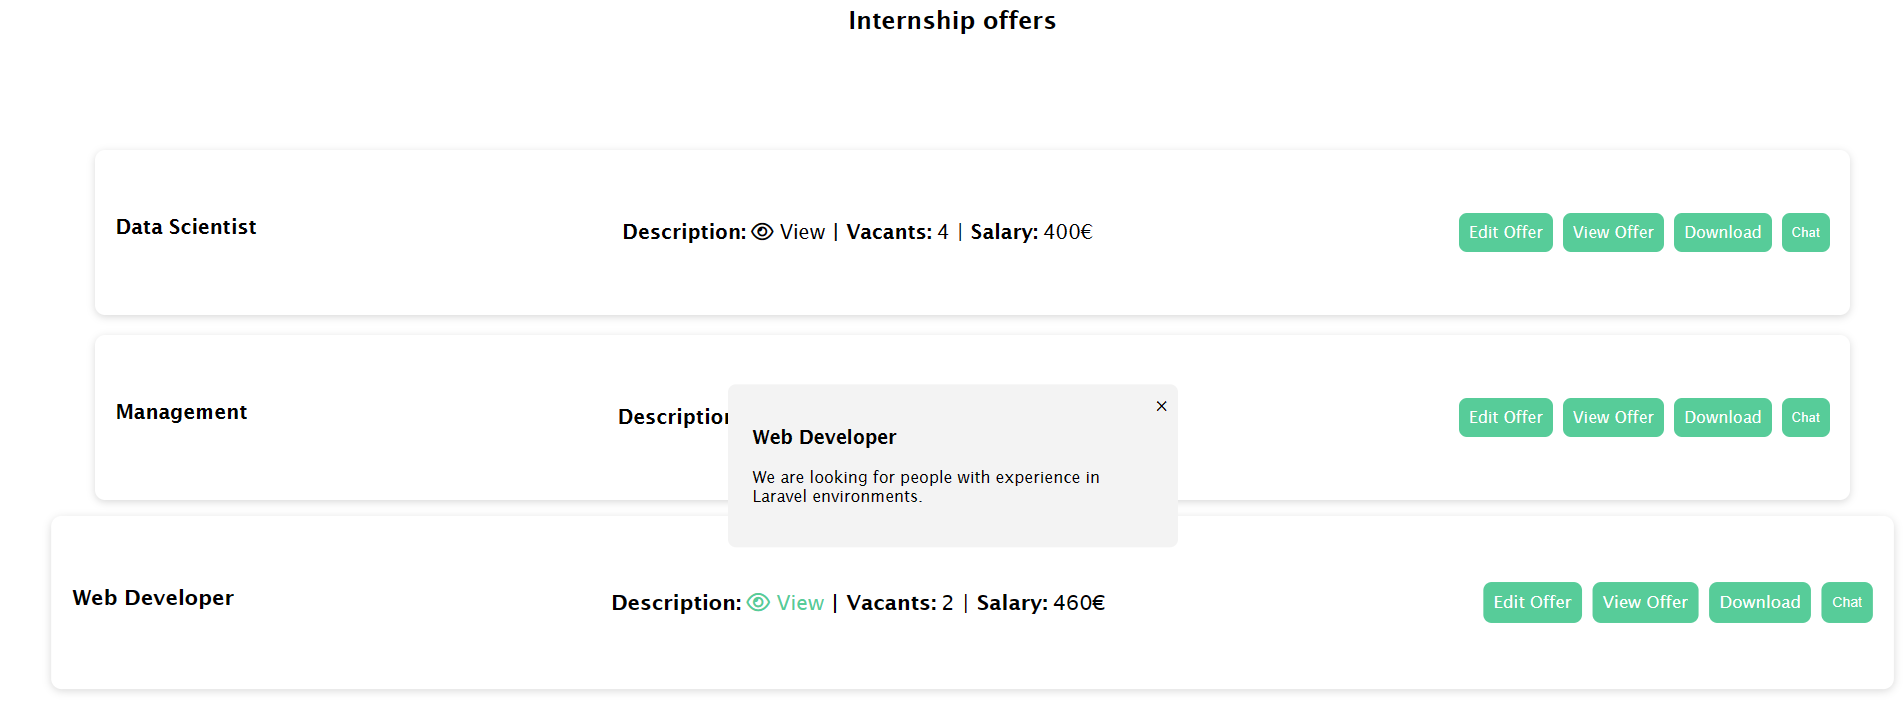 Internship offers
Data Scientist
Description: View | Vacants: 4 | Salary: 400€
Edit Offer
View Offer
Download
Chat
Management
Description
Edit Offer
View Offer
Download
Chat
×
Web Developer
We are looking for people with experience in
Laravel environments.
Web Developer
Description: View | Vacants: 2 | Salary: 460€
Edit Offer
View Offer
Download
Chat